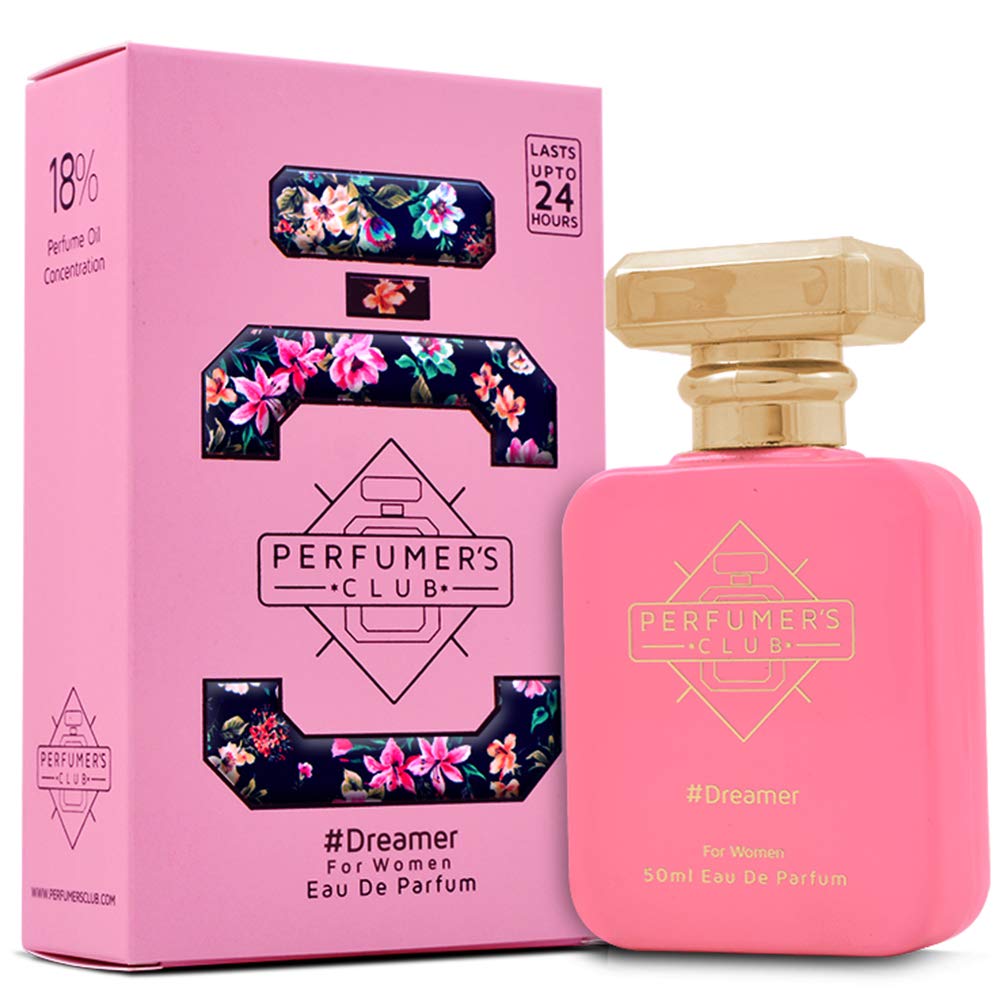 18%
Perfume Oil
Concentration
PERFUMER'S
*CLUB*
WWW.PERFUMERSCLUB.COM
LASTS
UPTO
24
HOURS
PERFUMER'S
*CLUB*
#Dreamer
For Women
Eau De Parfum
PERFUMER'S
*CLUB*
#Dreamer
For Women
50ml Eau De Parfum